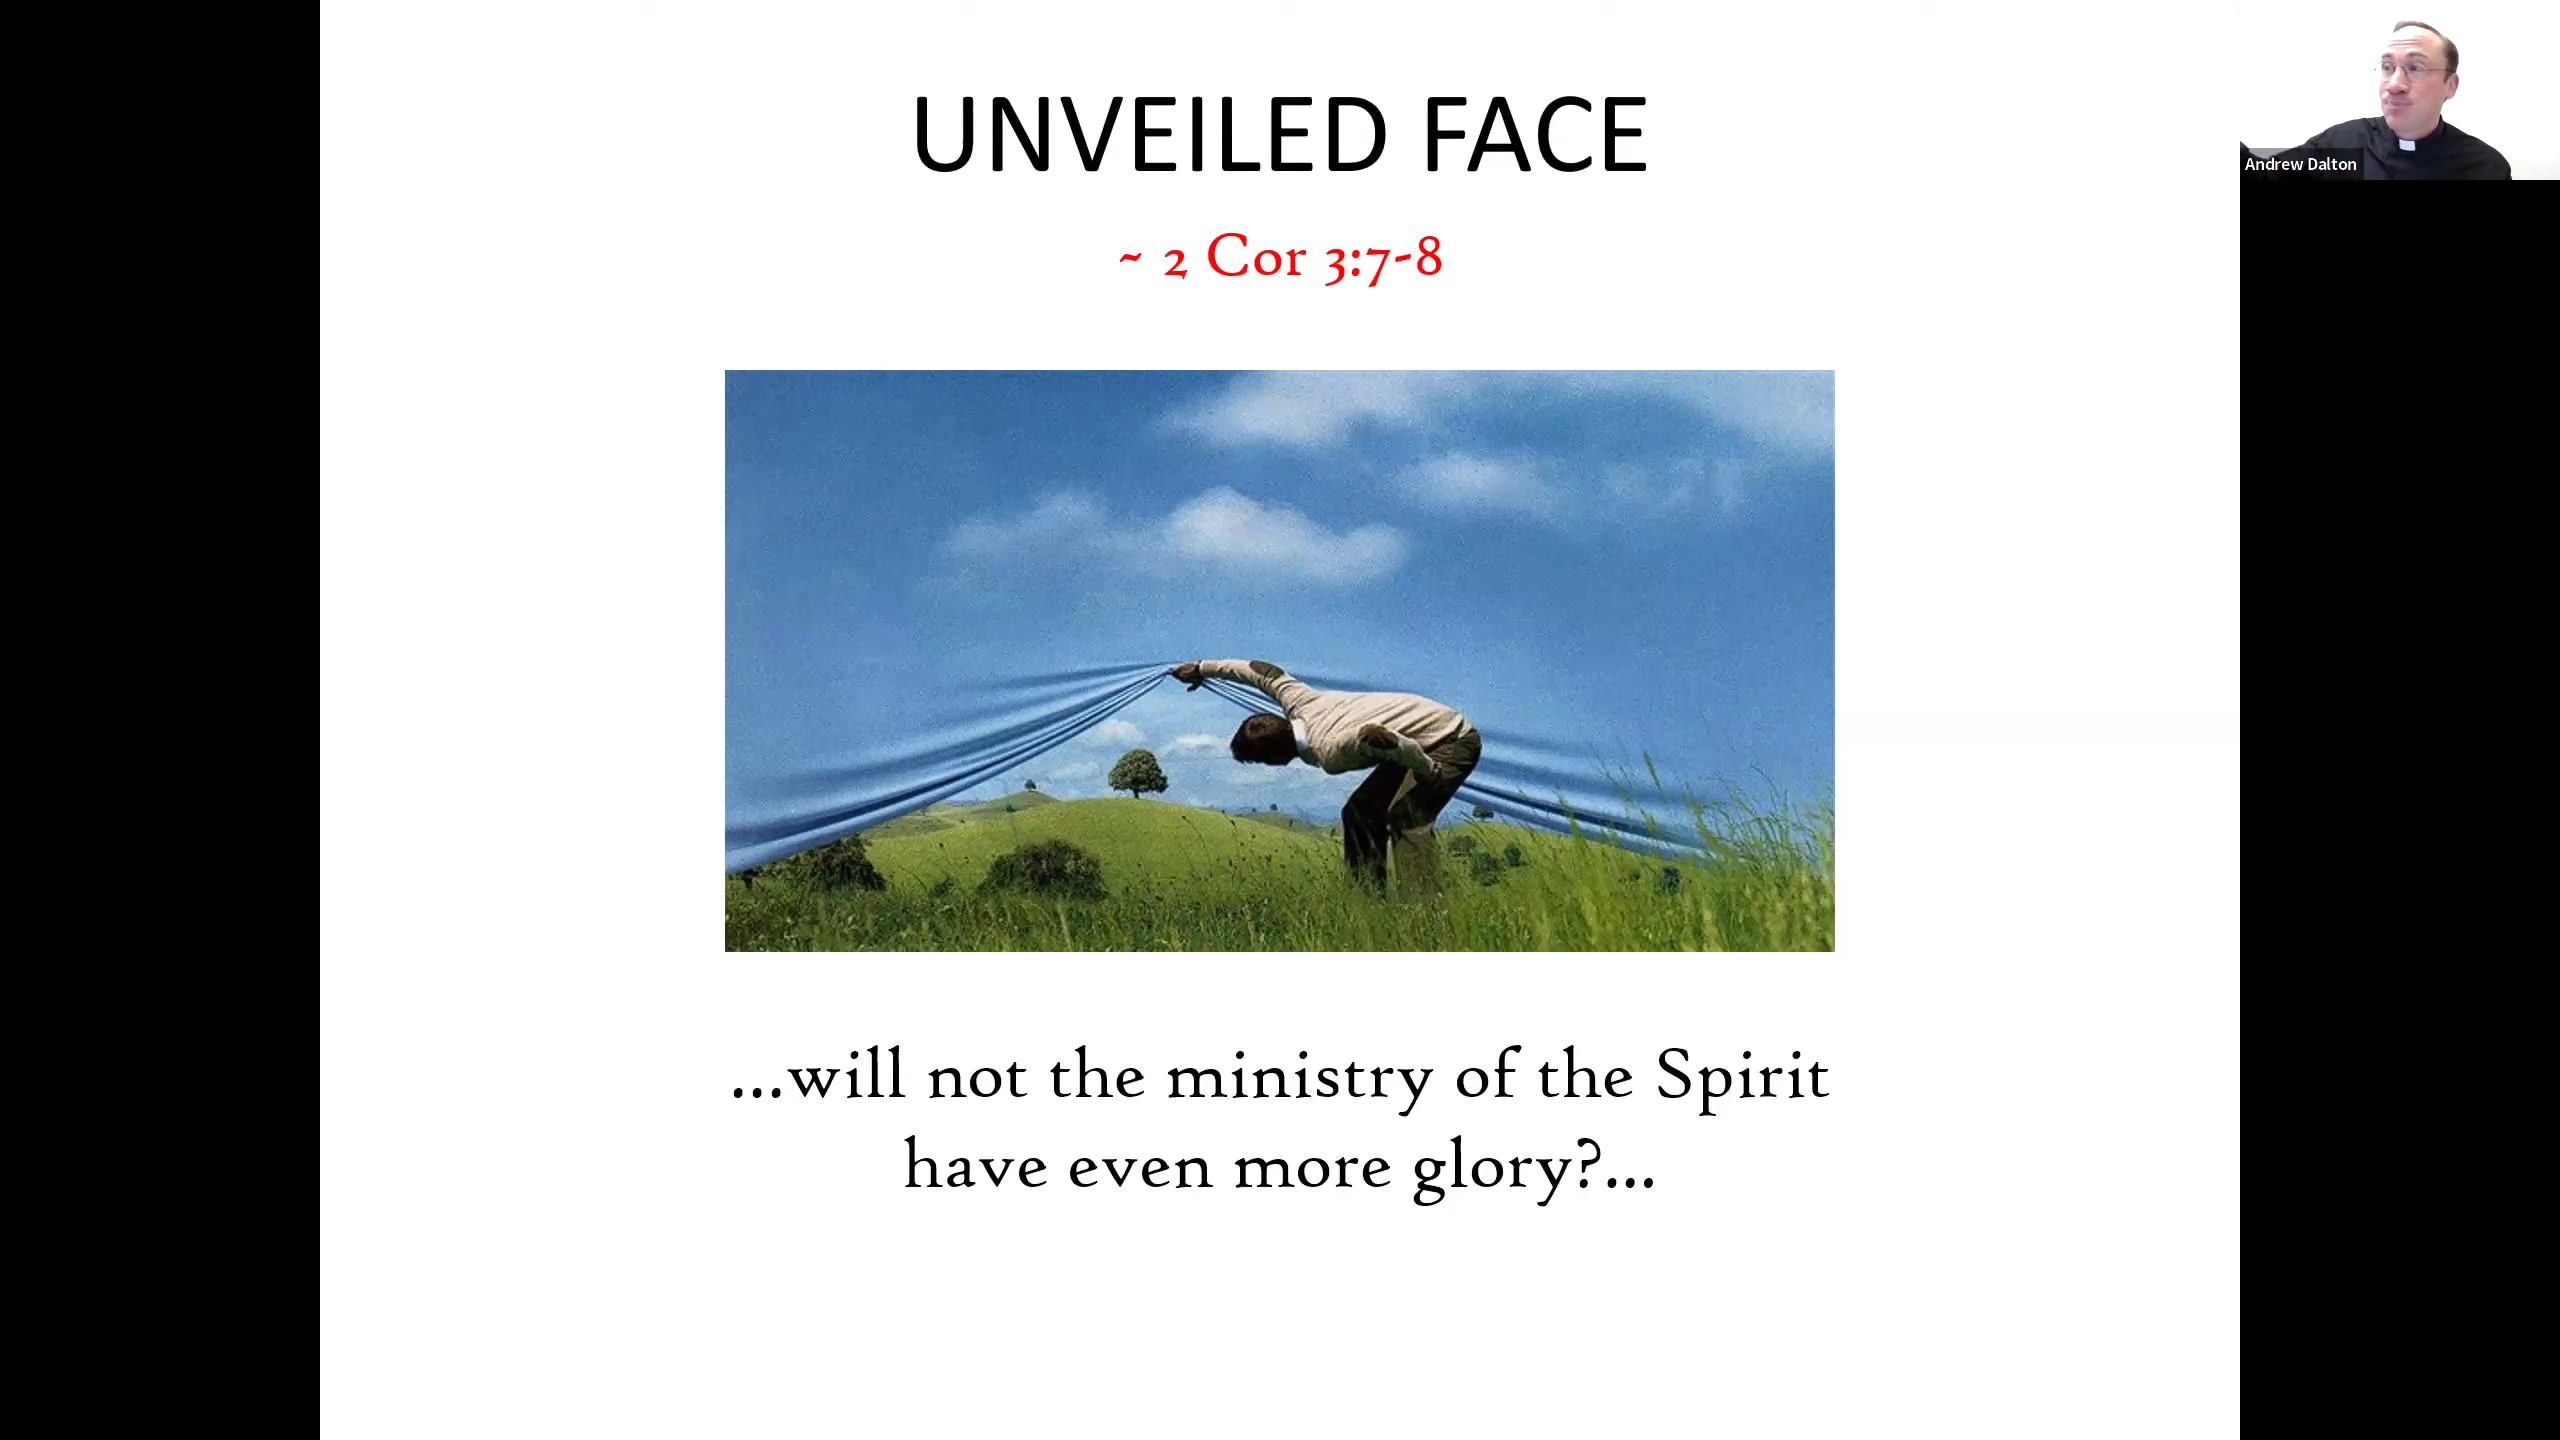 UNVEILED FACE
~ 2 Cor 3:7-8
...will not the ministry of the Spirit
have even more glory?...
Andrew Dalton